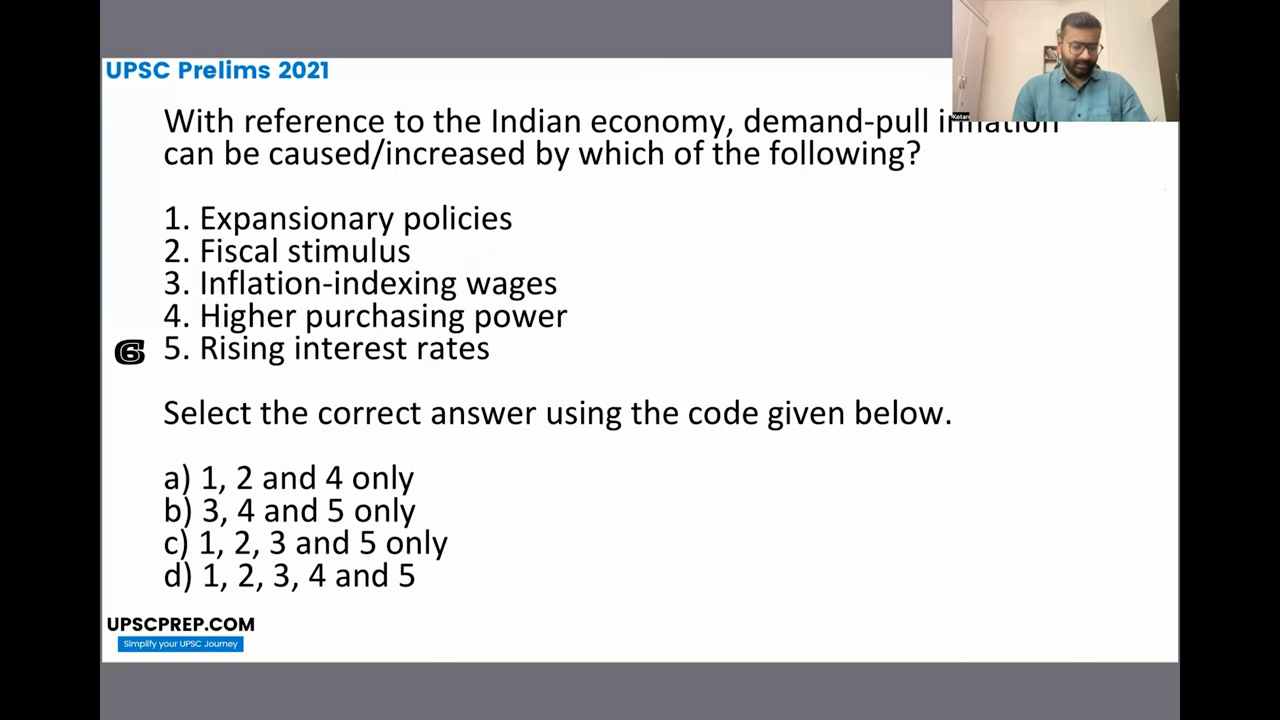 UPSC Prelims 2021
With reference to the Indian economy, demand-pull inflation
can be caused/increased by which of the following?
1. Expansionary policies
2. Fiscal stimulus
3. Inflation-indexing wages
4. Higher purchasing power
5. Rising interest rates
Select the correct answer using the code given below.
a) 1, 2 and 4 only
b) 3, 4 and 5 only
c) 1, 2, 3 and 5 only
d) 1, 2, 3, 4 and 5
UPSCPREP.COM
Simplify your UPSC Journey
Ketan